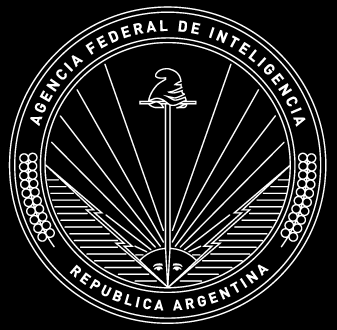 AGENCIA FEDERAL DE INTELIGENCIA
REPUBLICA ARGENTINA